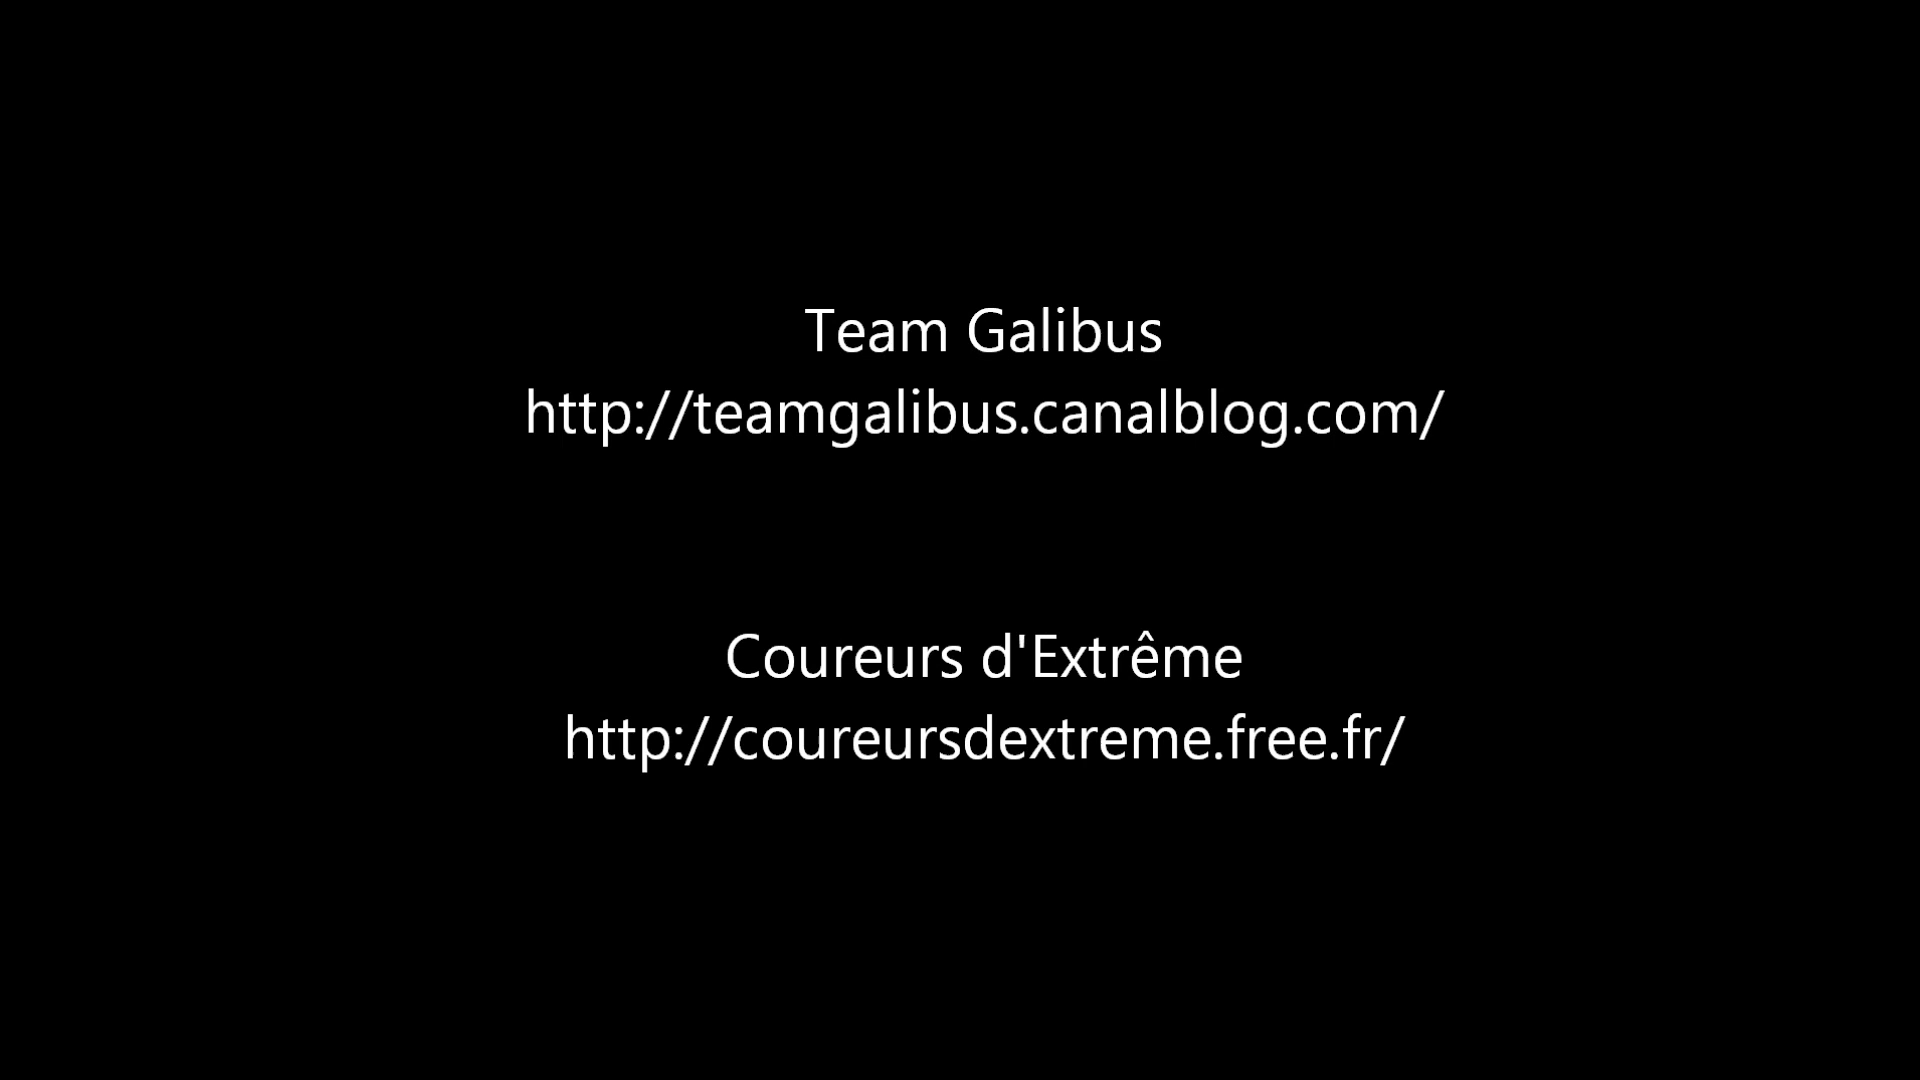 Team Galibus
http://teamgalibus.canalblog.com/
Coureurs d'Extrême
http://coureursdextreme.free.fr/